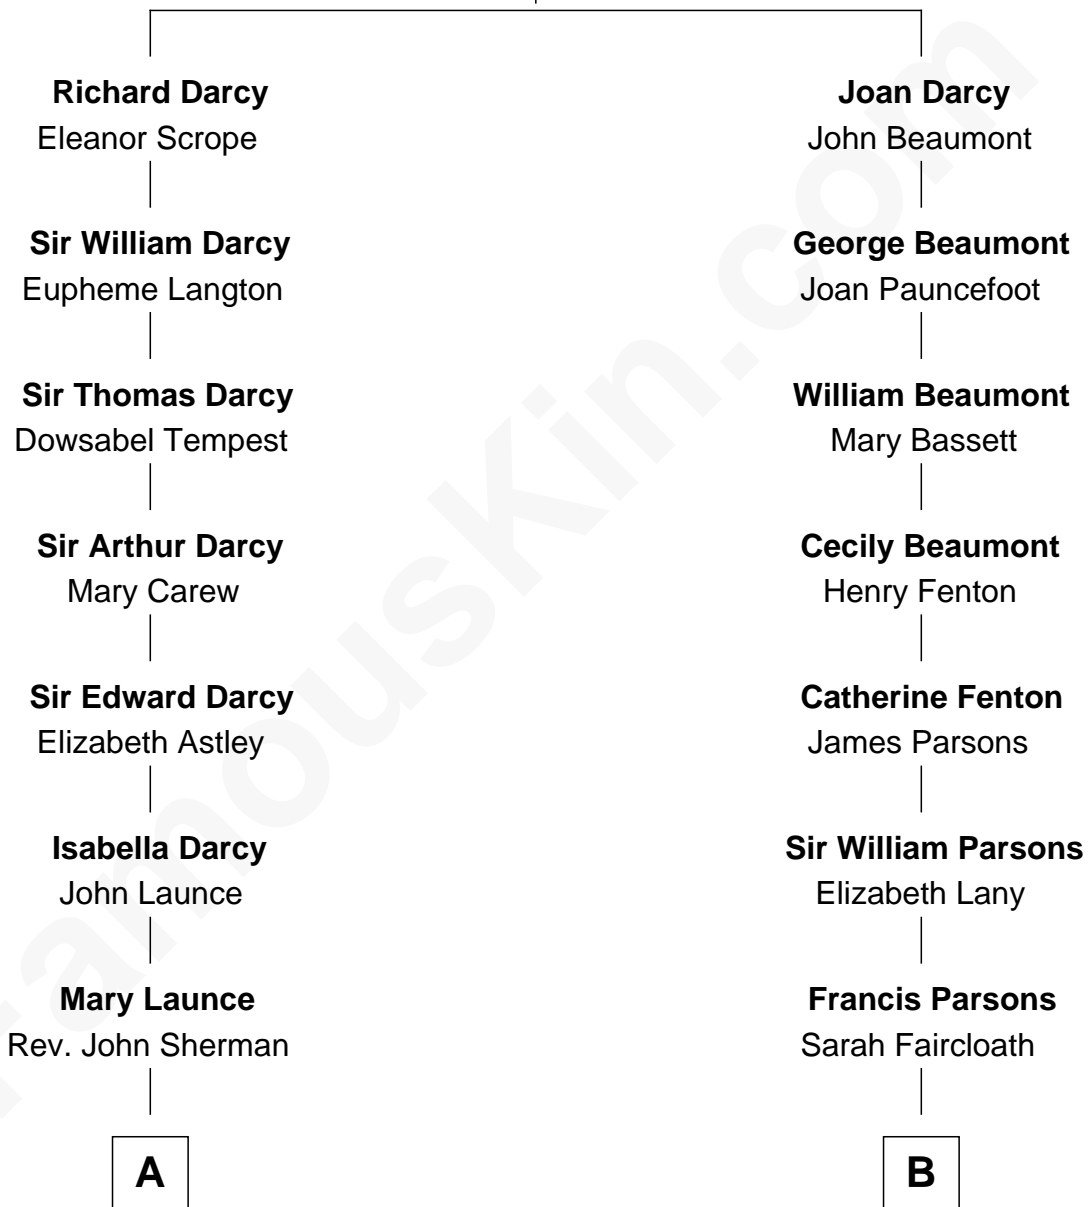 Richard Darcy
Eleanor Scrope
Sir William Darcy
Eupheme Langton
Sir Thomas Darcy
Dowsabel Tempest
Sir Arthur Darcy
Mary Carew
Sir Edward Darcy
Elizabeth Astley
Isabella Darcy
John Launce
Mary Launce
Rev. John Sherman
A
Joan Darcy
John Beaumont
George Beaumont
Joan Pauncefoot
William Beaumont
Mary Bassett
Cecily Beaumont
Henry Fenton
Catherine Fenton
James Parsons
Sir William Parsons
Elizabeth Lany
Francis Parsons
Sarah Faircloath
B
FamousKin.com